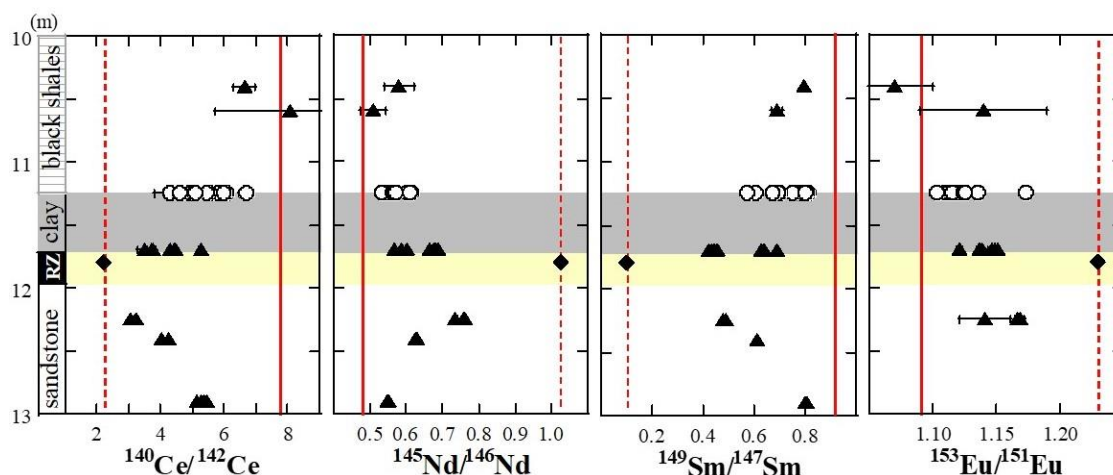 (m)
10
11
12
13
black shales
clay
RZ
sandstone
2 4 6 8
0.5 0.6 0.7 0.8 0.9 1.0
0.2 0.4 0.6 0.8
1.10 1.15 1.20
¹⁴⁰Ce/¹⁴²Ce
¹⁴⁵Nd/¹⁴⁶Nd
¹⁴⁹Sm/¹⁴⁷Sm
¹⁵³Eu/¹⁵¹Eu